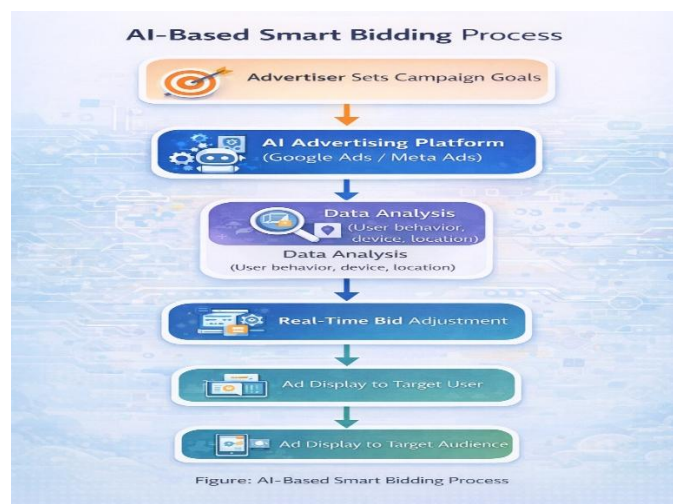 AI-Based Smart Bidding Process
Advertiser Sets Campaign Goals
AI Advertising Platform
(Google Ads / Meta Ads)
Data Analysis
(User behavior,
device, location)
Data Analysis
(User behavior, device, location)
Real-Time Bid Adjustment
Ad Display to Target User
Ad Display to Target Audience
Figure: AI-Based Smart Bidding Process